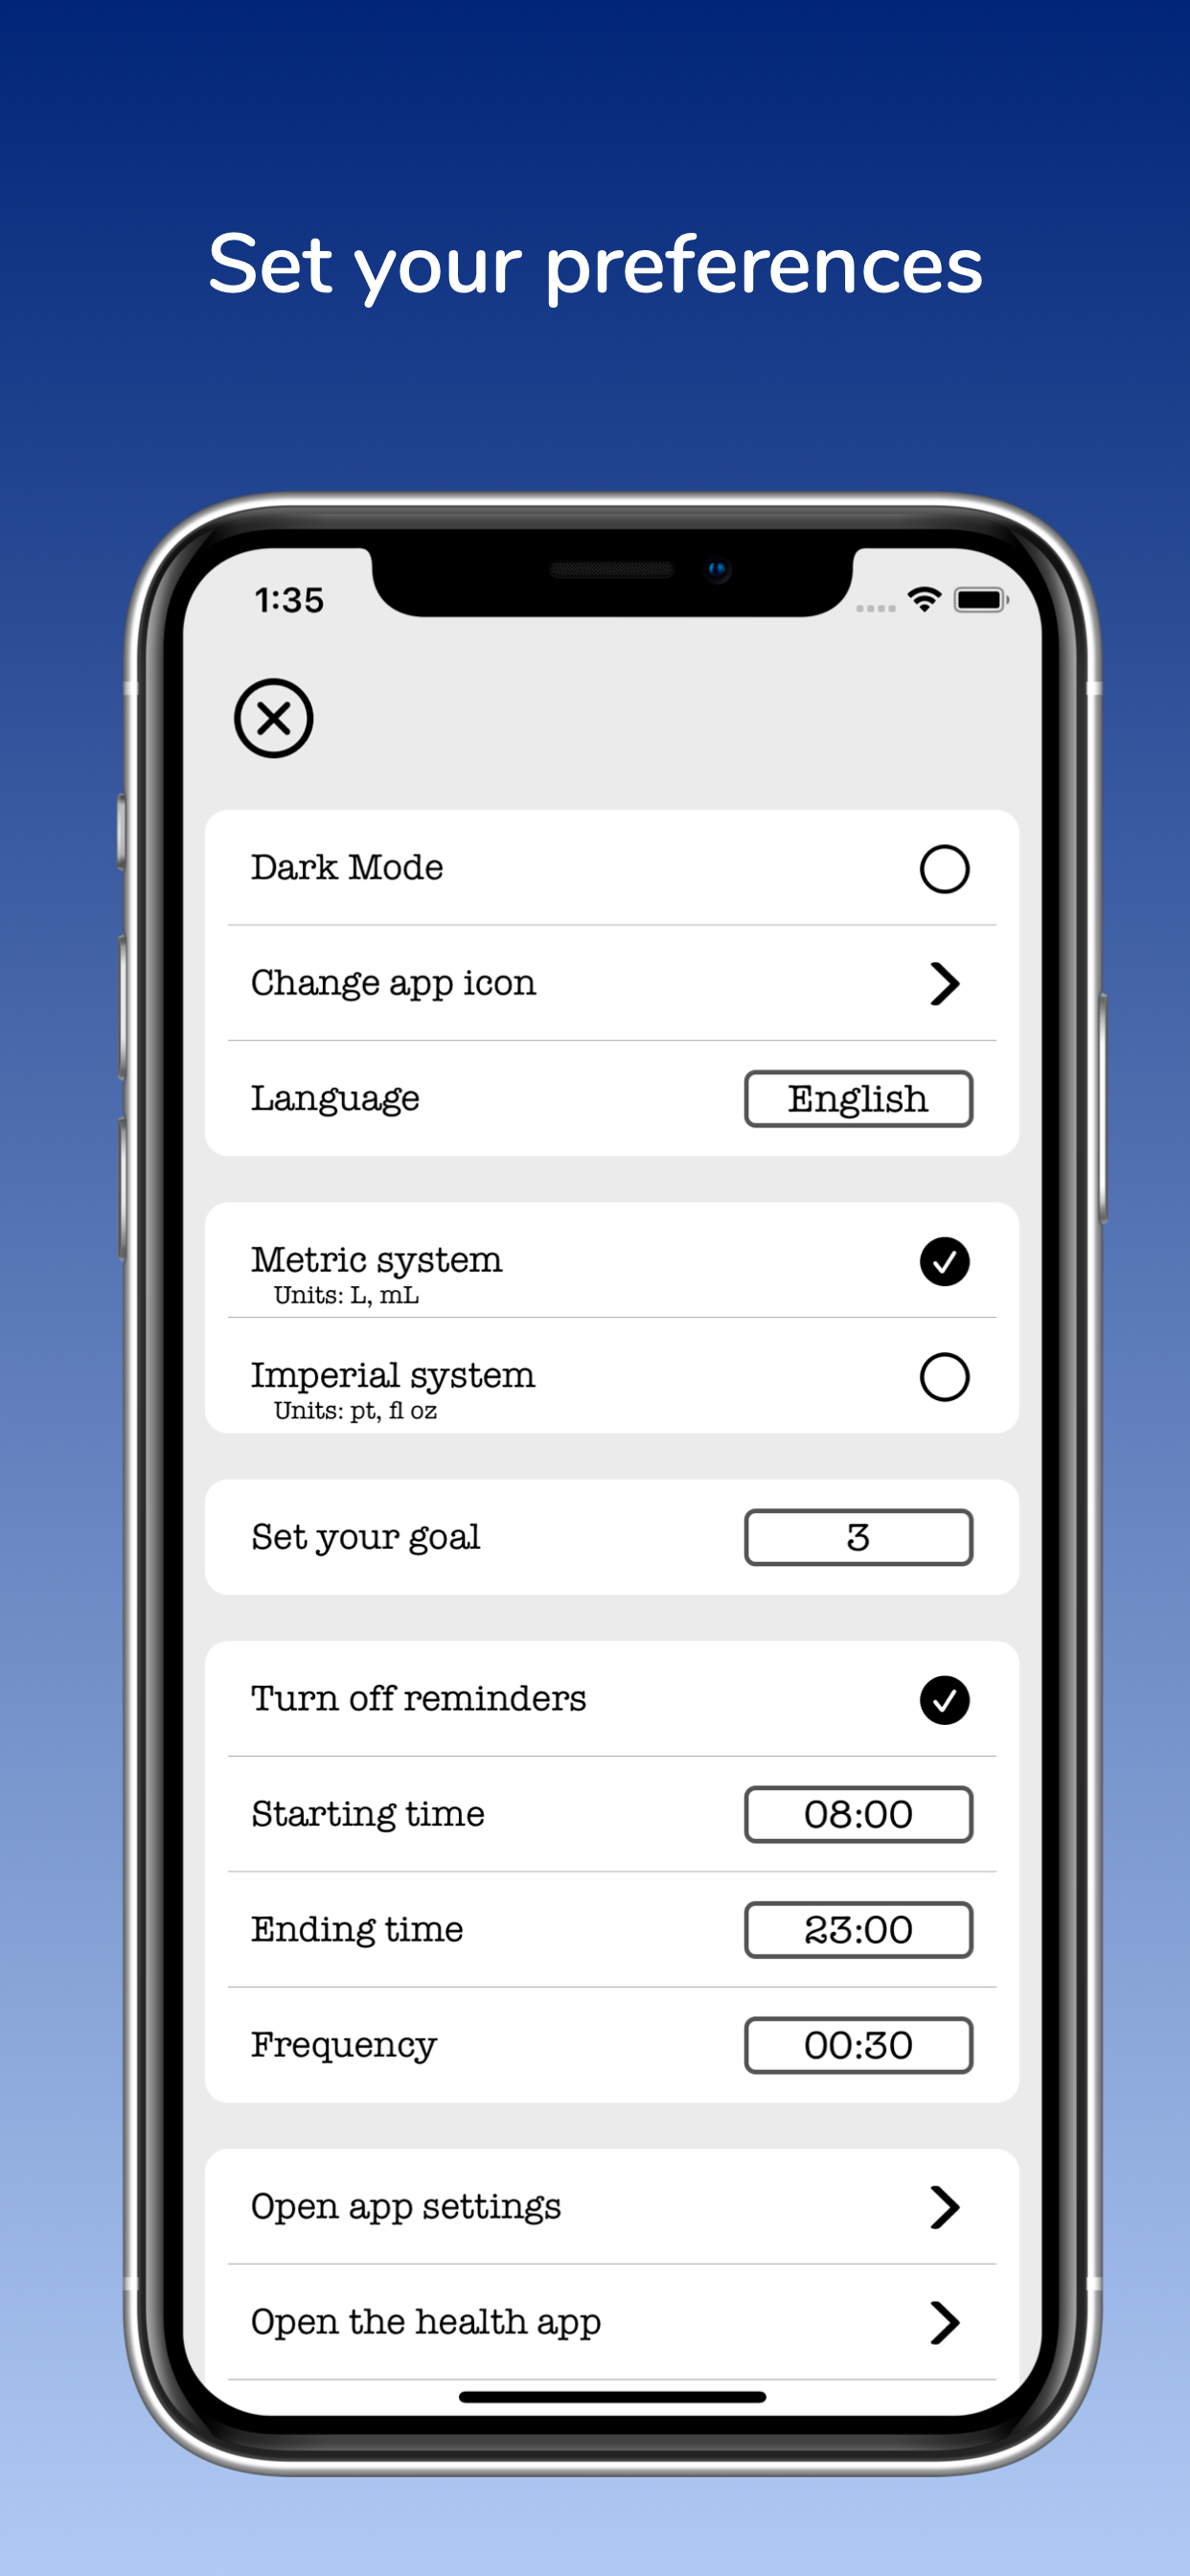 Set your preferences
1:35
Dark Mode
Change app icon
Language English
Metric system
Units: L, mL
Imperial system
Units: pt, fl oz
Set your goal 3
Turn off reminders
Starting time 08:00
Ending time 23:00
Frequency 00:30
Open app settings
Open the health app